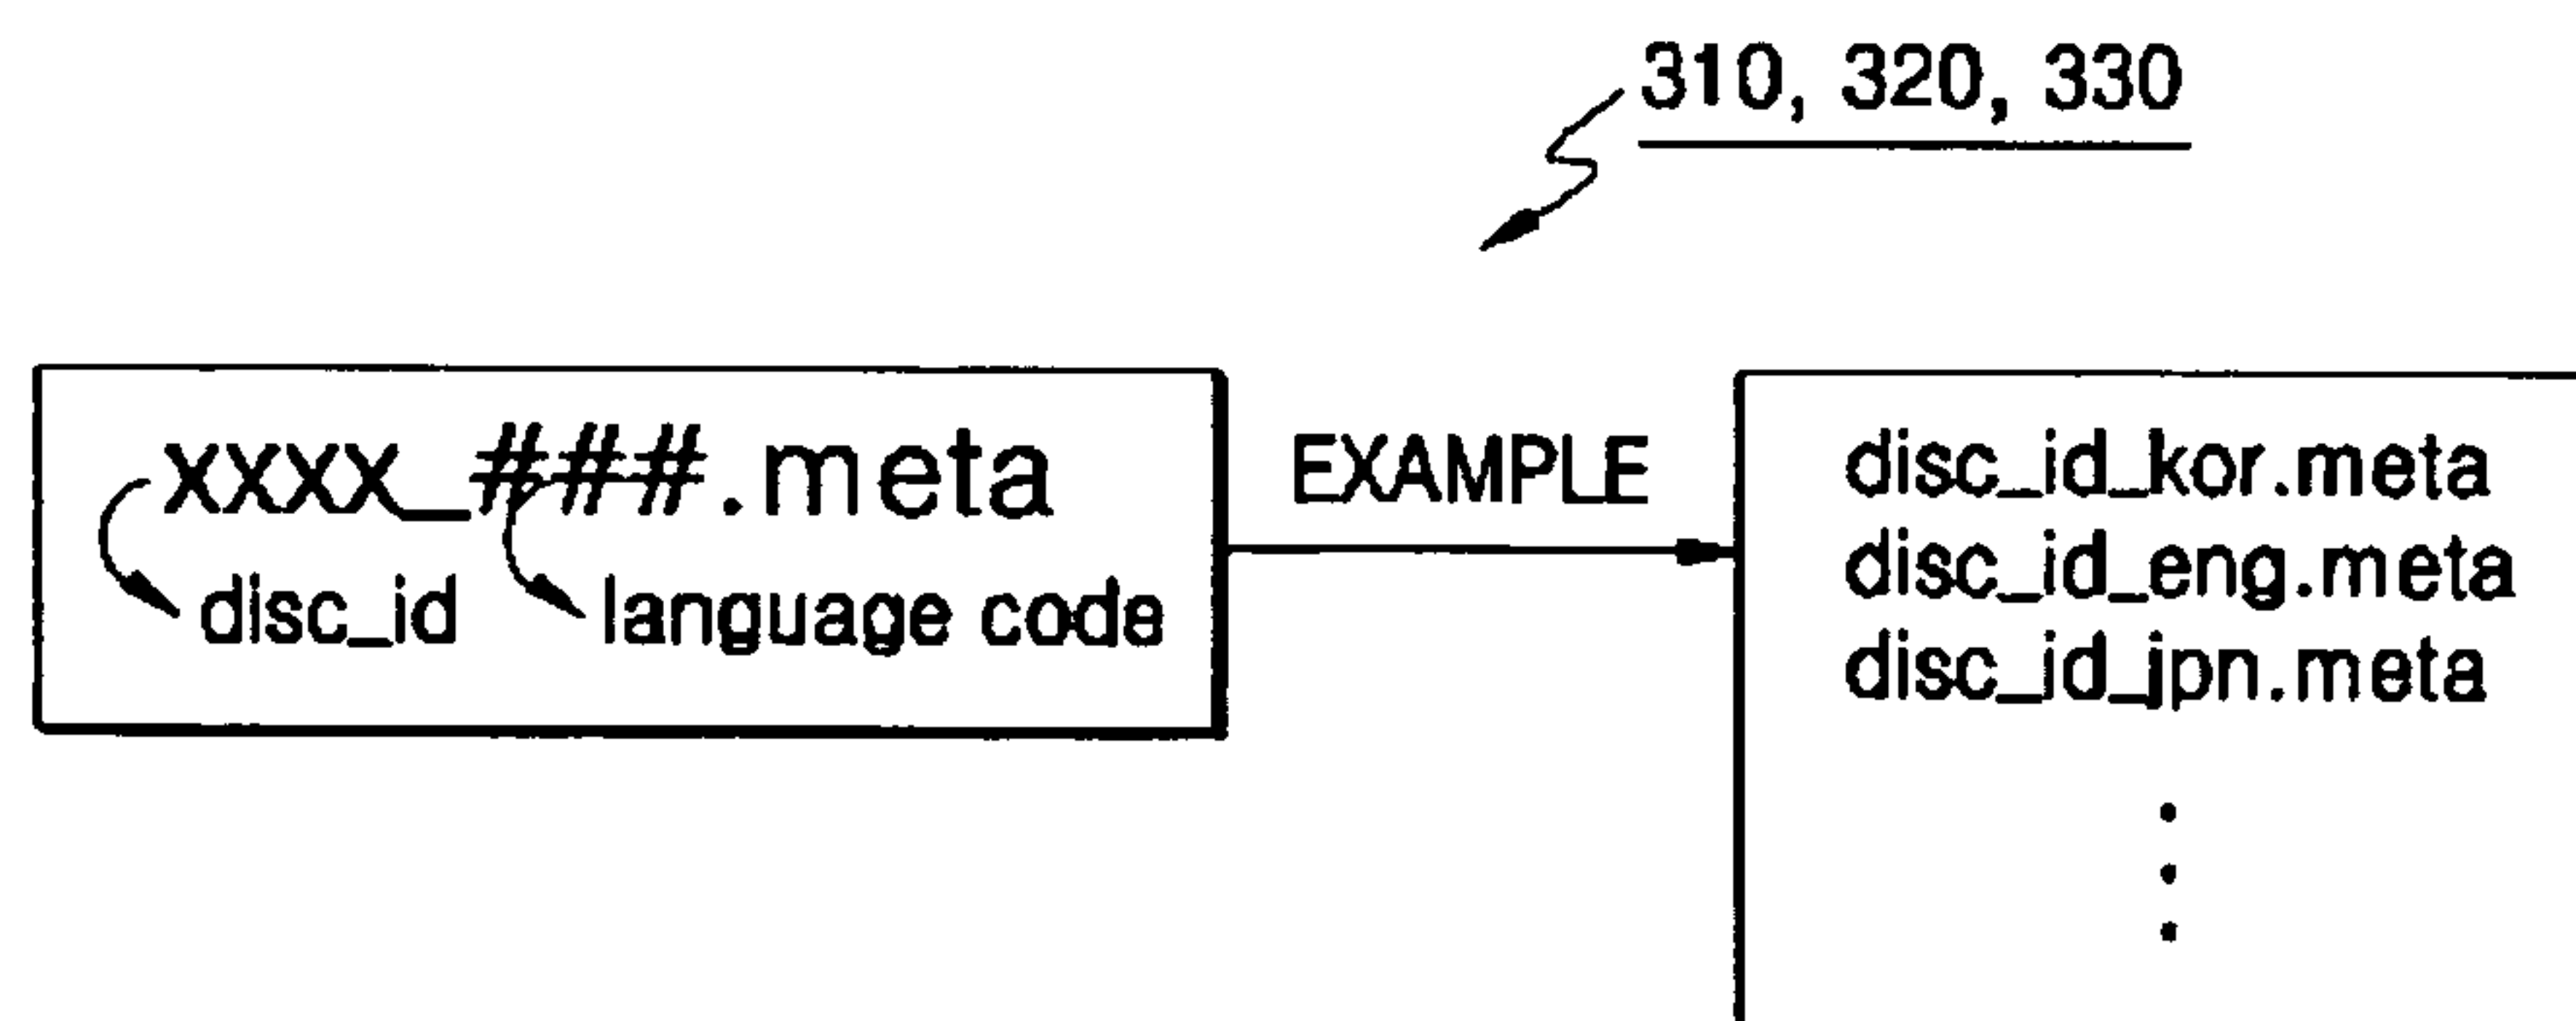 310, 320, 330
xxxx_###.meta
disc_id
language code
EXAMPLE
disc_id_kor.meta
disc_id_eng.meta
disc_id_jpn.meta